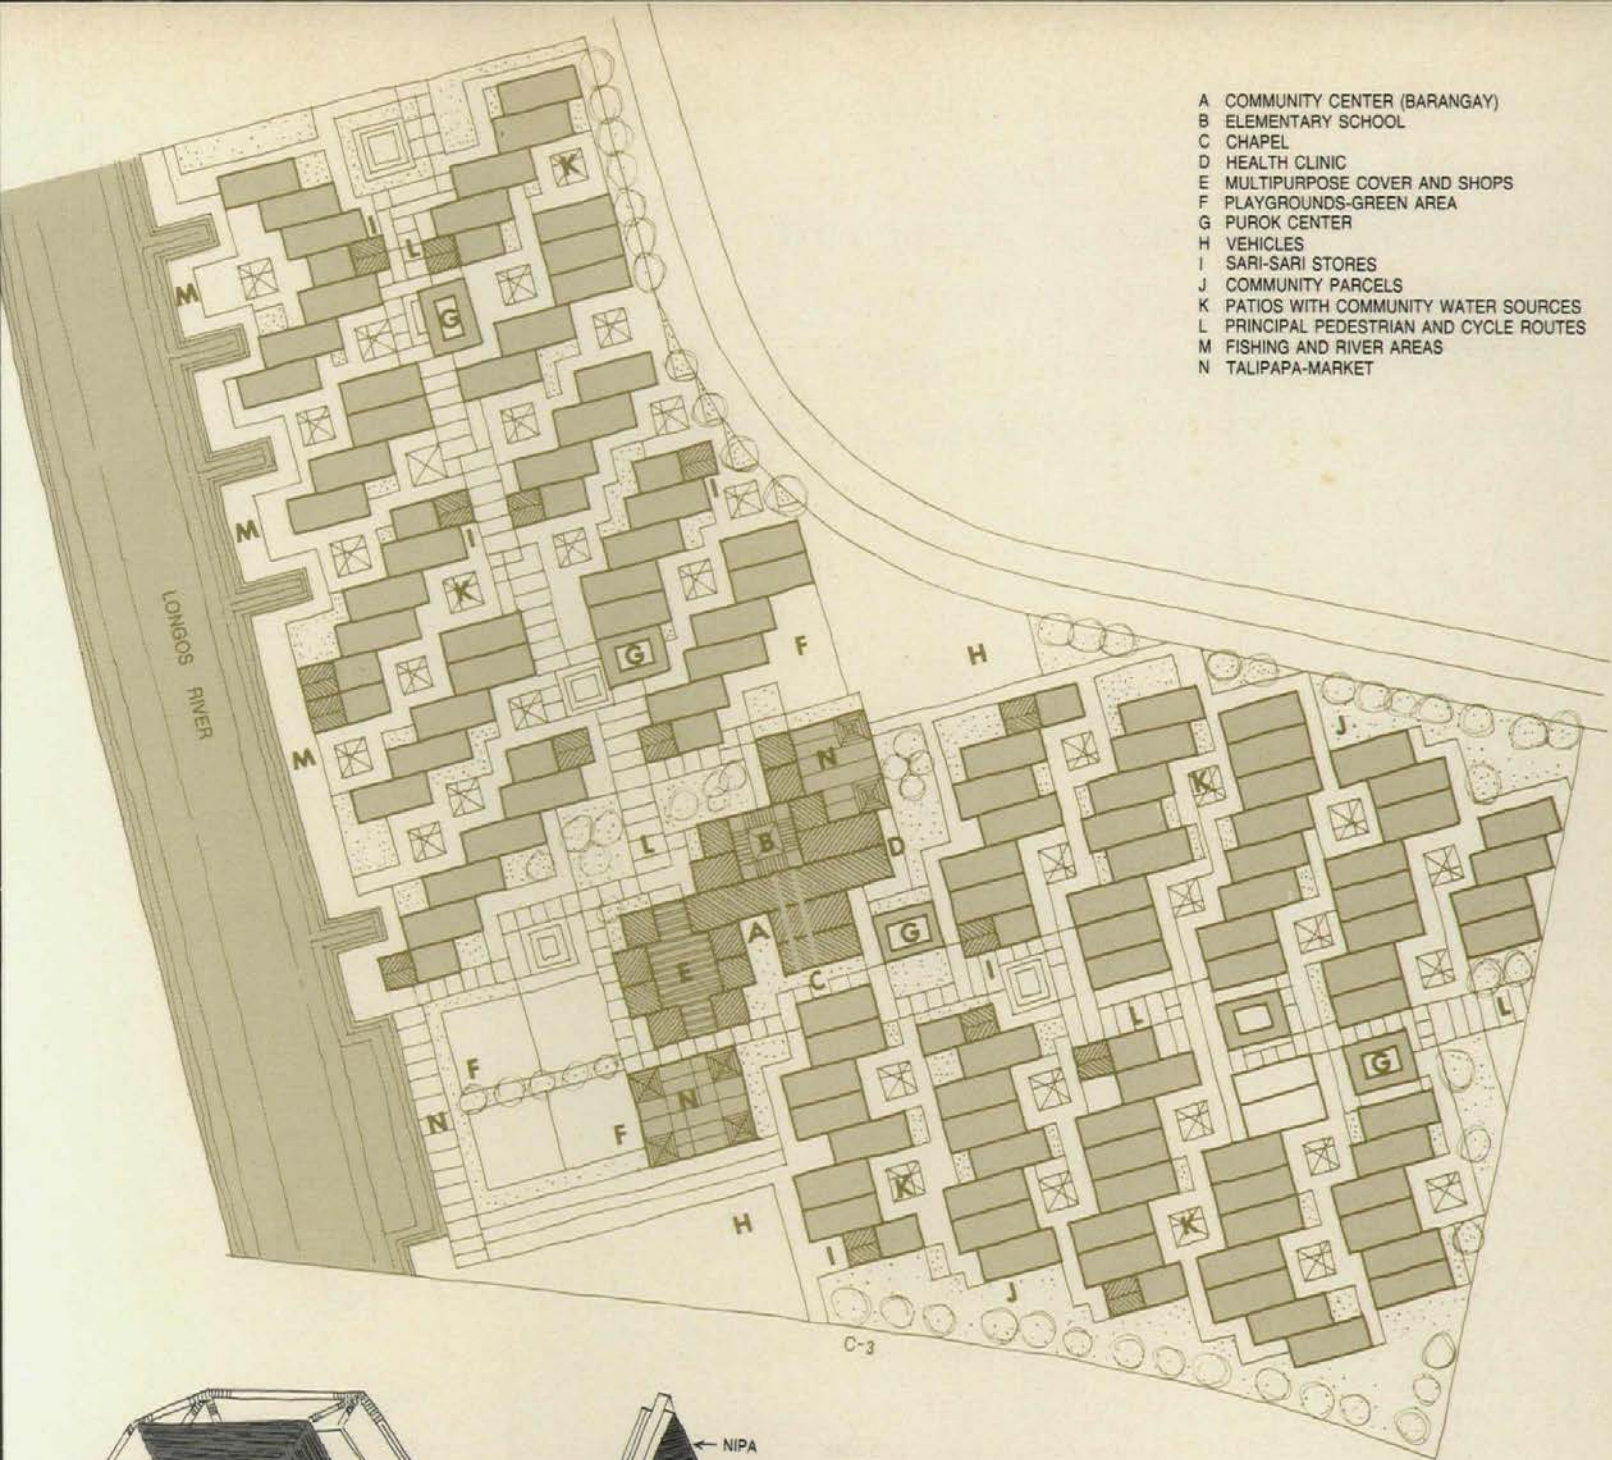 A COMMUNITY CENTER (BARANGAY)
B ELEMENTARY SCHOOL
C CHAPEL
D HEALTH CLINIC
E MULTIPURPOSE COVER AND SHOPS
F PLAYGROUNDS-GREEN AREA
G PUROK CENTER
H VEHICLES
I SARI-SARI STORES
J COMMUNITY PARCELS
K PATIOS WITH COMMUNITY WATER SOURCES
L PRINCIPAL PEDESTRIAN AND CYCLE ROUTES
M FISHING AND RIVER AREAS
N TALIPAPA-MARKET
K
I
L
M
G
I
M
I
K
LONGOS RIVER
G
F
H
M
N
J
K
L
B
D
A
G
E
I
C
L
L
F
G
N
N
F
K
H
K
I
J
C-3
NIPA